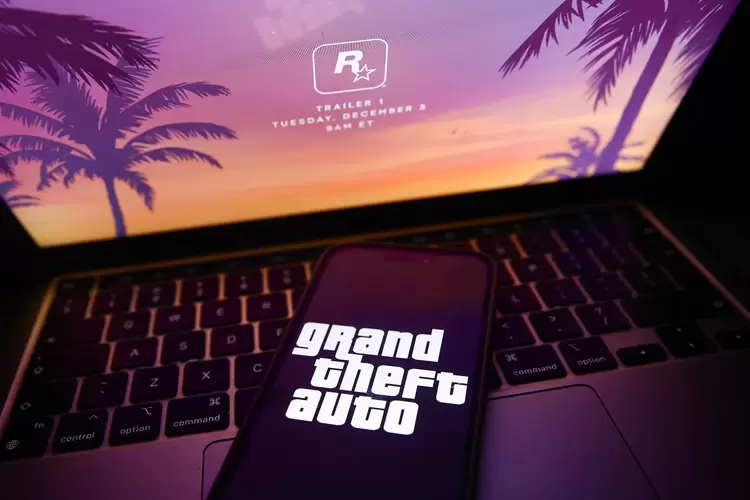 R
TRAILER 1
TUESDAY, DECEMBER 5
9AM ET
grand
theft
auto
Q W E R
A S D F
Z X
fn control option command
command option